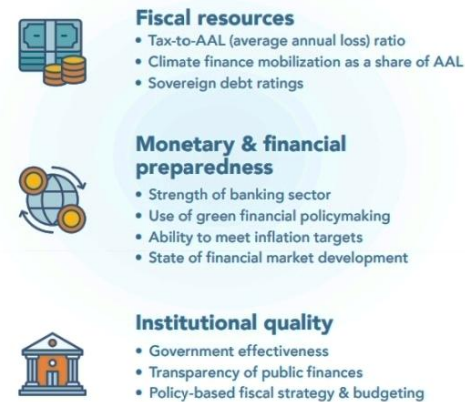 Fiscal resources
• Tax-to-AAL (average annual loss) ratio
• Climate finance mobilization as a share of AAL
• Sovereign debt ratings
Monetary & financial
preparedness
• Strength of banking sector
• Use of green financial policymaking
• Ability to meet inflation targets
• State of financial market development
Institutional quality
• Government effectiveness
• Transparency of public finances
• Policy-based fiscal strategy & budgeting